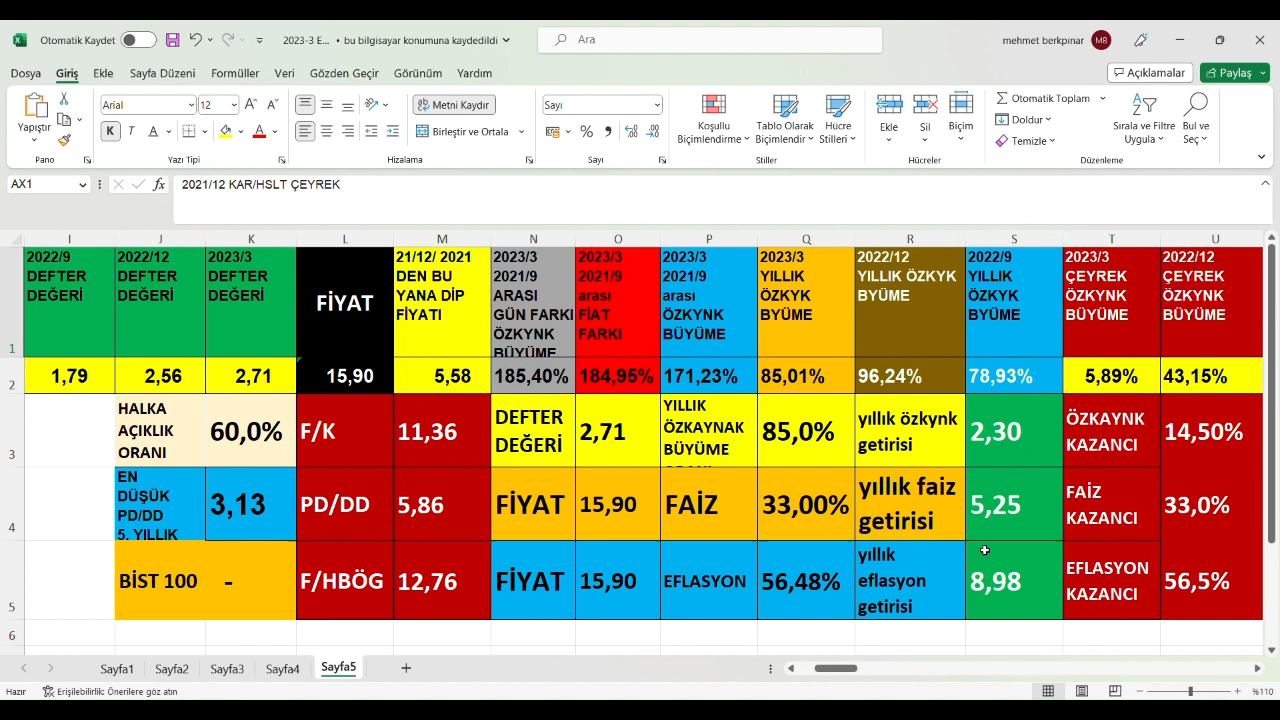 Otomatik Kaydet
2023-3 E... • bu bilgisayar konumuna kaydedildi
Ara
mehmet berkpınar
MB
Dosya Giriş Ekle Sayfa Düzeni Formüller Veri Gözden Geçir Görünüm Yardım
Açıklamalar
Paylaş
Yapıştır
Pano
Arial
12
K T A
A
Yazı Tipi
Metni Kaydır
Birleştir ve Ortala
Hizalama
Sayı
Sayı
Koşullu
Biçimlendirme
Tablo Olarak
Biçimlendir
Hücre
Stilleri
Stiller
Ekle
Sil
Biçim
Hücreler
Otomatik Toplam
Doldur
Temizle
Sırala ve Filtre
Uygula
Bul ve
Seç
Düzenleme
AX1
fx
2021/12 KAR/HSLT ÇEYREK
I J K L M N O P Q R S T U
1
2022/9
DEFTER
DEĞERİ
2022/12
DEFTER
DEĞERİ
2023/3
DEFTER
DEĞERİ
FİYAT
21/12/ 2021
DEN BU
YANA DİP
FİYATI
2023/3
2021/9
ARASI
GÜN FARKI
ÖZKYNK
BÜYÜME
2023/3
2021/9
arası
FİAT
FARKI
2023/3
2021/9
arası
ÖZKYNK
BÜYÜME
2023/3
YILLIK
ÖZKYK
BYÜME
2022/12
YILLIK ÖZKYK
BYÜME
2022/9
YILLIK
ÖZKYK
BYÜME
2023/3
ÇEYREK
ÖZKYNK
BÜYÜME
2022/12
ÇEYREK
ÖZKYNK
BÜYÜME
2
1,79 2,56 2,71 15,90 5,58 185,40% 184,95% 171,23% 85,01% 96,24% 78,93% 5,89% 43,15%
3
HALKA
AÇIKLIK
ORANI
60,0%
F/K
11,36
DEFTER
DEĞERİ
2,71
YILLIK
ÖZKAYNAK
BÜYÜME
85,0%
yıllık özkynk
getirisi
2,30
ÖZKAYNK
KAZANCI
14,50%
4
EN
DÜŞÜK
PD/DD
5. YILLIK
3,13
PD/DD
5,86
FİYAT
15,90
FAİZ
33,00%
yıllık faiz
getirisi
5,25
FAİZ
KAZANCI
33,0%
5
BİST 100
-
F/HBÖG
12,76
FİYAT
15,90
EFLASYON
56,48%
yıllık
eflasyon
getirisi
8,98
EFLASYON
KAZANCI
56,5%
6
Sayfa1 Sayfa2 Sayfa3 Sayfa4 Sayfa5
Hazır
Erişilebilirlik: Önerilere göz atın
%110